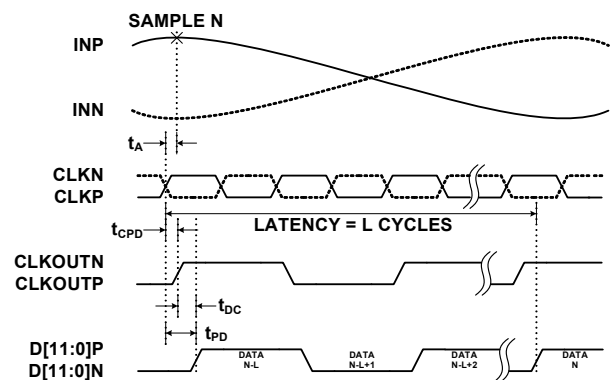 SAMPLE N
INP
INN
tA
CLKN
CLKP
LATENCY = L CYCLES
tCPD
CLKOUTN
CLKOUTP
tDC
tPD
D[11:0]P
D[11:0]N
DATA
N-L
DATA
N-L+1
DATA
N-L+2
DATA
N